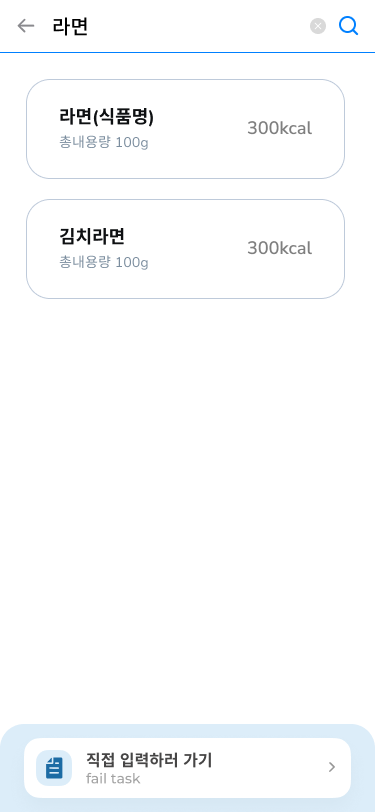 라면
라면(식품명)
총내용량 100g
300kcal
김치라면
총내용량 100g
300kcal
직접 입력하러 가기
fail task